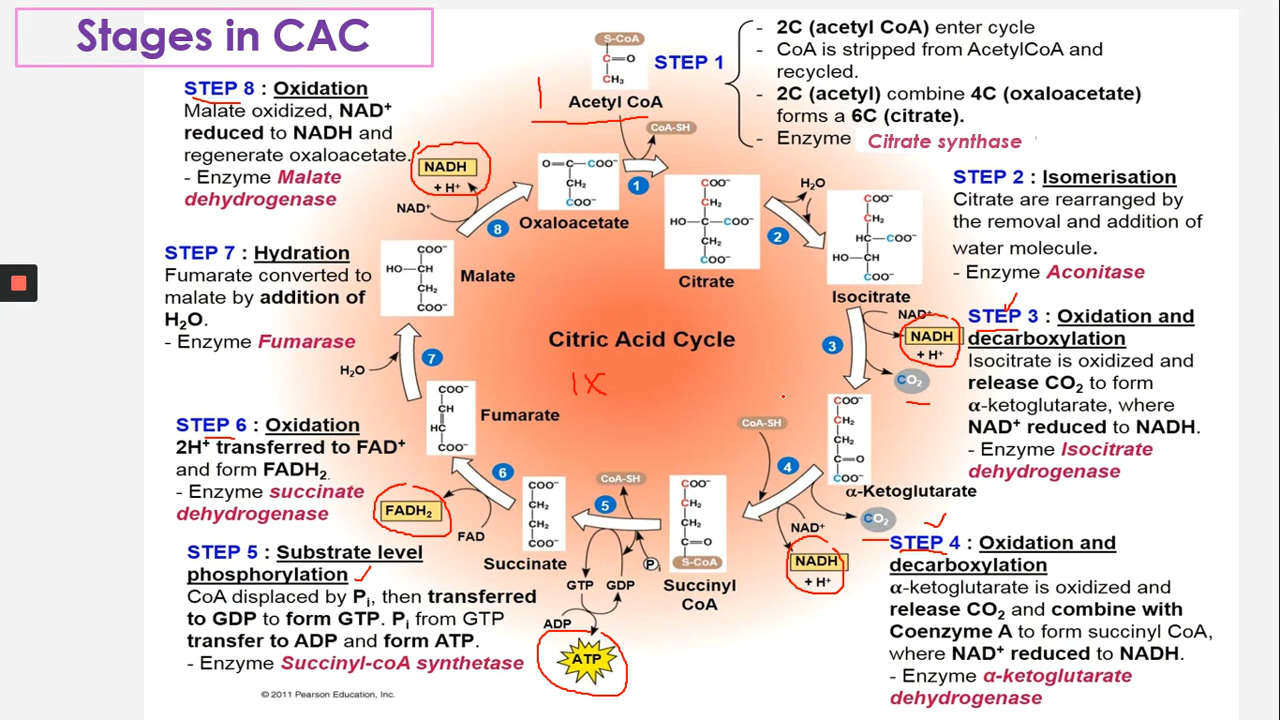 Stages in CAC
S-CoA
C=O
CH₃
Acetyl CoA
1
STEP 1
- 2C (acetyl CoA) enter cycle
- CoA is stripped from AcetylCoA and
recycled.
- 2C (acetyl) combine 4C (oxaloacetate)
forms a 6C (citrate).
- Enzyme Citrate synthase
CoA-SH
1
STEP 8 : Oxidation
Malate oxidized, NAD⁺
reduced to NADH and
regenerate oxaloacetate.
- Enzyme Malate
dehydrogenase
NADH
+ H⁺
NAD⁺
8
O=C—COO⁻
CH₂
COO⁻
Oxaloacetate
COO⁻
CH₂
HO—C—COO⁻
CH₂
COO⁻
Citrate
H₂O
2
COO⁻
CH₂
HC—COO⁻
HO—CH
COO⁻
Isocitrate
STEP 2 : Isomerisation
Citrate are rearranged by
the removal and addition of
water molecule.
- Enzyme Aconitase
STEP 7 : Hydration
Fumarate converted to
malate by addition of
H₂O.
- Enzyme Fumarase
COO⁻
HO—CH
CH₂
COO⁻
Malate
H₂O
7
Citric Acid Cycle
1X
3
NAD⁺
NADH
+ H⁺
CO₂
STEP 3 : Oxidation and
decarboxylation
Isocitrate is oxidized and
release CO₂ to form
α-ketoglutarate, where
NAD⁺ reduced to NADH.
- Enzyme Isocitrate
dehydrogenase
COO⁻
CH
HC
COO⁻
Fumarate
STEP 6 : Oxidation
2H⁺ transferred to FAD⁺
and form FADH₂.
- Enzyme succinate
dehydrogenase
FADH₂
FAD
6
COO⁻
CH₂
CH₂
COO⁻
Succinate
CoA-SH
5
COO⁻
CH₂
CH₂
C=O
S-CoA
Succinyl
CoA
CoA-SH
4
COO⁻
CH₂
CH₂
C=O
COO⁻
α-Ketoglutarate
NAD⁺
NADH
+ H⁺
CO₂
STEP 4 : Oxidation and
decarboxylation
α-ketoglutarate is oxidized and
release CO₂ and combine with
Coenzyme A to form succinyl CoA,
where NAD⁺ reduced to NADH.
- Enzyme α-ketoglutarate
dehydrogenase
STEP 5 : Substrate level
phosphorylation
CoA displaced by Pᵢ, then transferred
to GDP to form GTP. Pᵢ from GTP
transfer to ADP and form ATP.
- Enzyme Succinyl-coA synthetase
Pᵢ
GTP GDP
ADP
ATP
© 2011 Pearson Education, Inc.